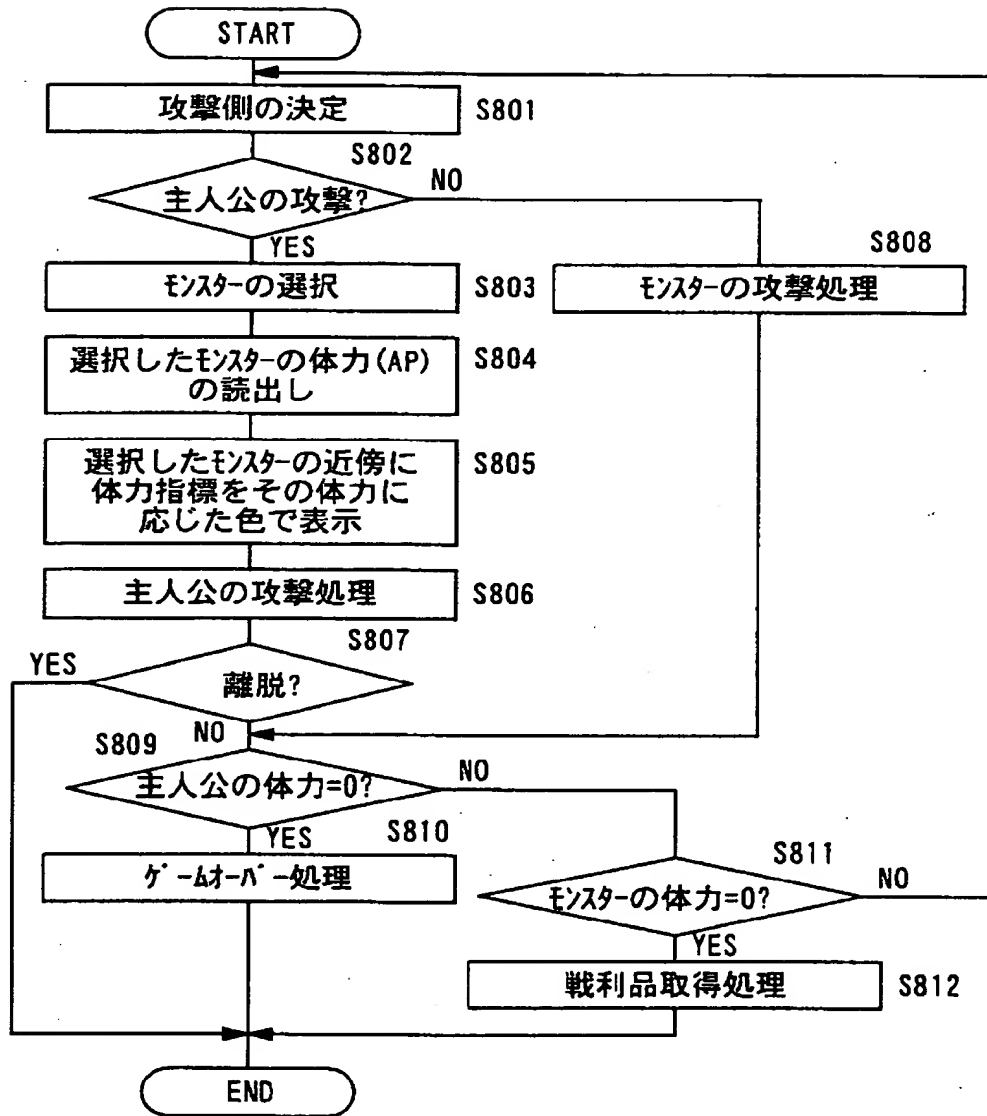 START
攻撃側の決定
S801
S802
主人公の攻撃?
NO
YES
S808
モンスターの選択
S803
モンスターの攻撃処理
選択したモンスターの体力(AP)
の読出し
S804
選択したモンスターの近傍に
体力指標をその体力に
応じた色で表示
S805
主人公の攻撃処理
S806
S807
YES
離脱?
NO
S809
主人公の体力=0?
NO
YES
S810
ゲームオーバー処理
S811
モンスターの体力=0?
NO
YES
戦利品取得処理
S812
END